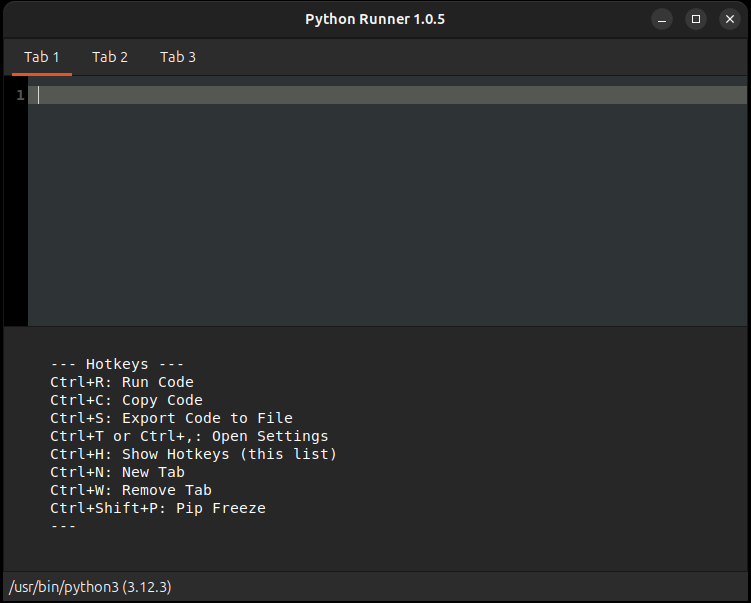 Python Runner 1.0.5
Tab 1 Tab 2 Tab 3
1
--- Hotkeys ---
Ctrl+R: Run Code
Ctrl+C: Copy Code
Ctrl+S: Export Code to File
Ctrl+T or Ctrl+,: Open Settings
Ctrl+H: Show Hotkeys (this list)
Ctrl+N: New Tab
Ctrl+W: Remove Tab
Ctrl+Shift+P: Pip Freeze
---
/usr/bin/python3 (3.12.3)